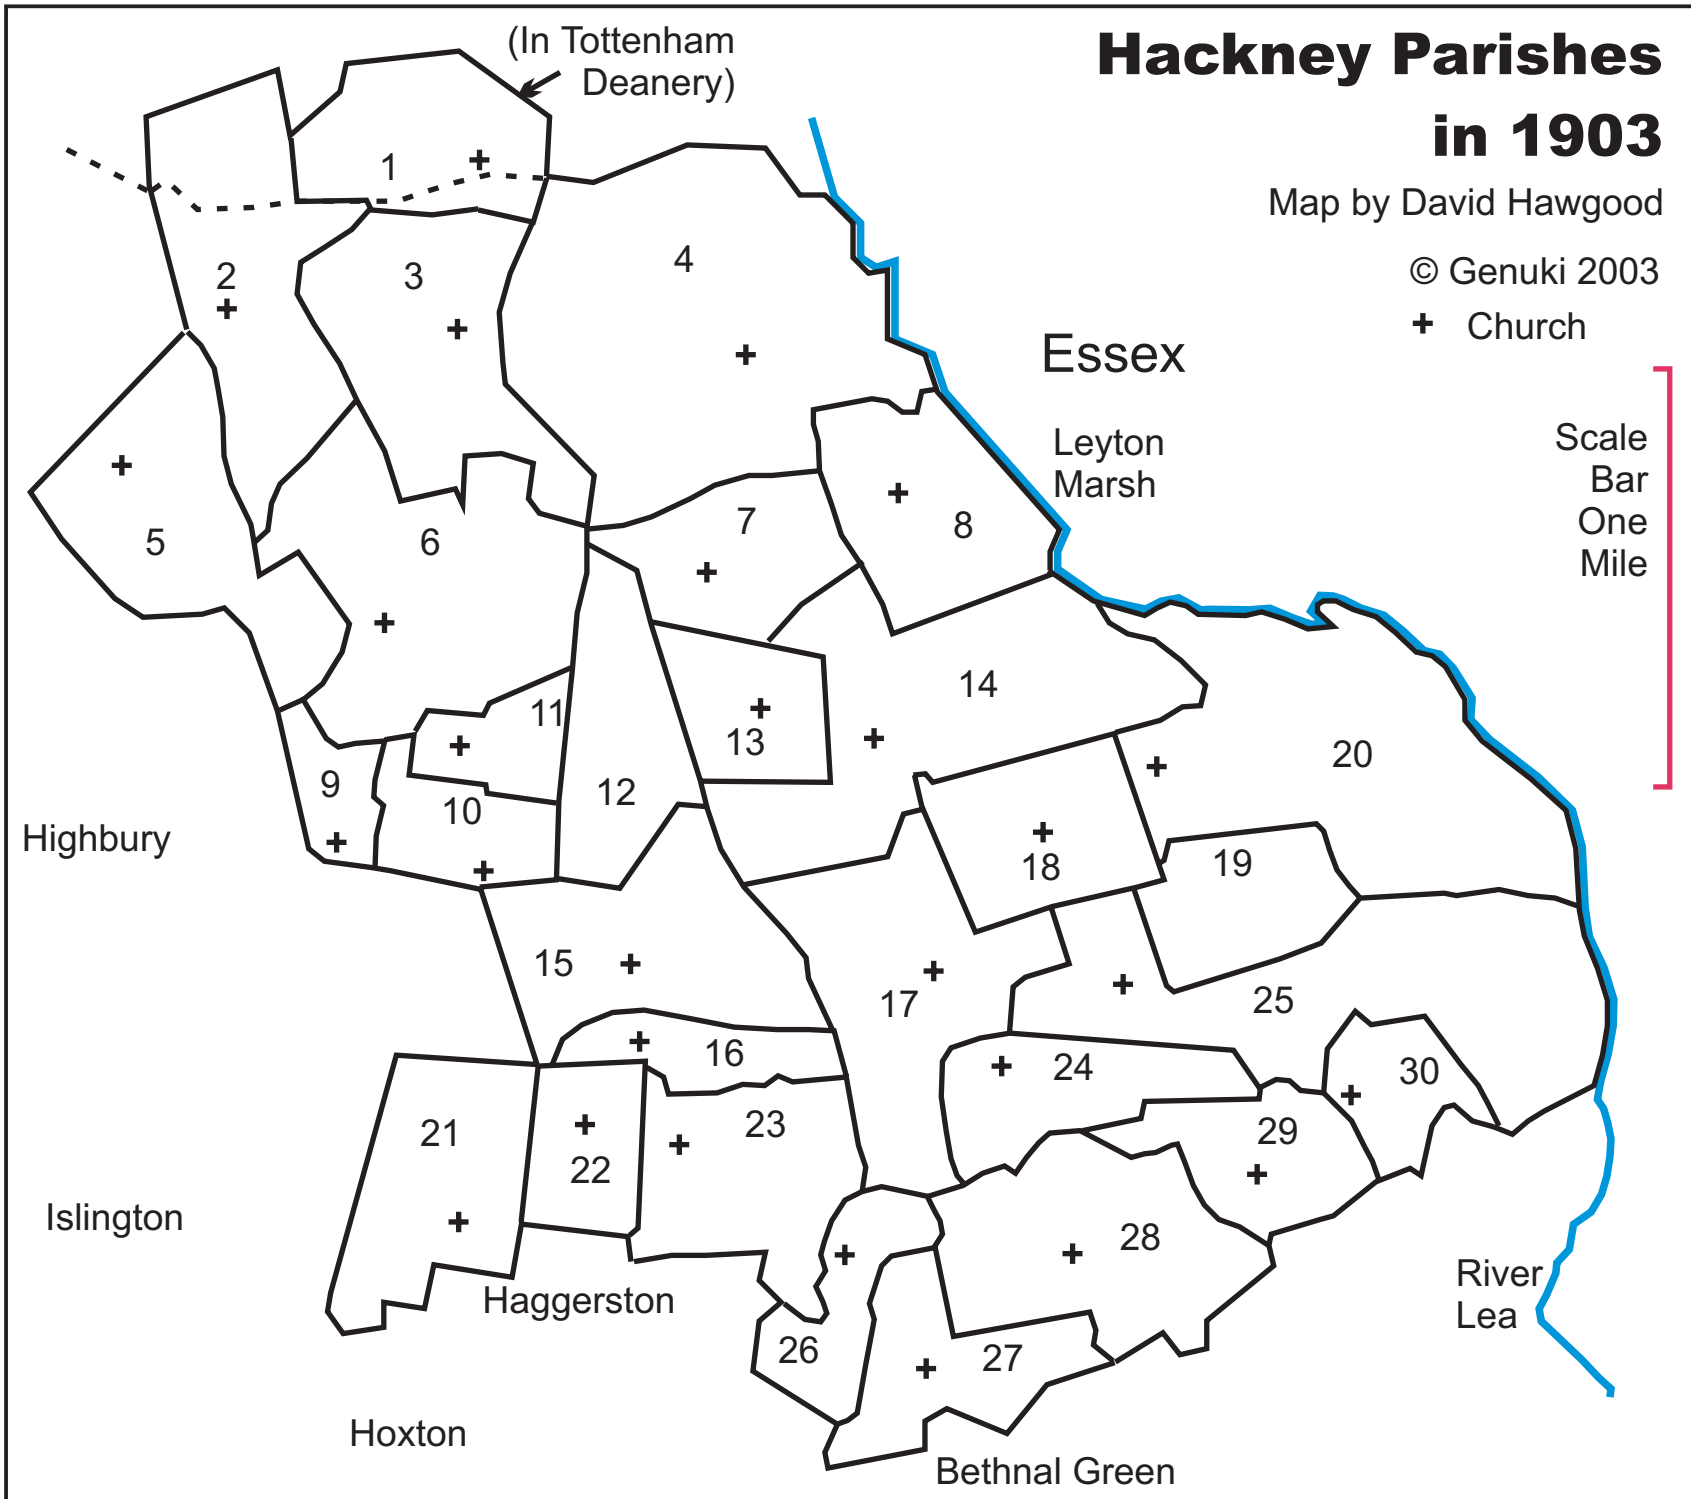 (In Tottenham
Deanery)
Hackney Parishes
in 1903
Map by David Hawgood
© Genuki 2003
+ Church
Essex
Leyton
Marsh
Scale
Bar
One
Mile
1
2
3
4
5
6
7
8
9
10
11
12
13
14
15
16
17
18
19
20
21
22
23
24
25
26
27
28
29
30
Highbury
Islington
Haggerston
Hoxton
Bethnal Green
River
Lea